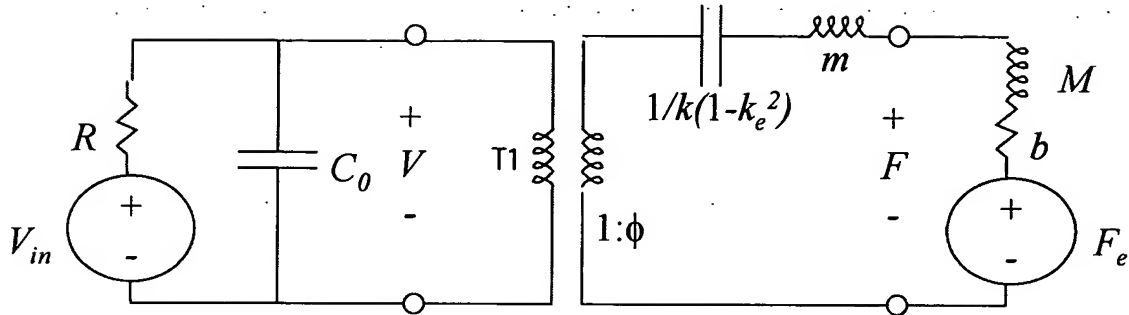 R
V_in
+
-
C_0
+
V
-
T1
1:ϕ
1/k(1-k_e^2)
m
+
F
-
M
b
+
-
F_e